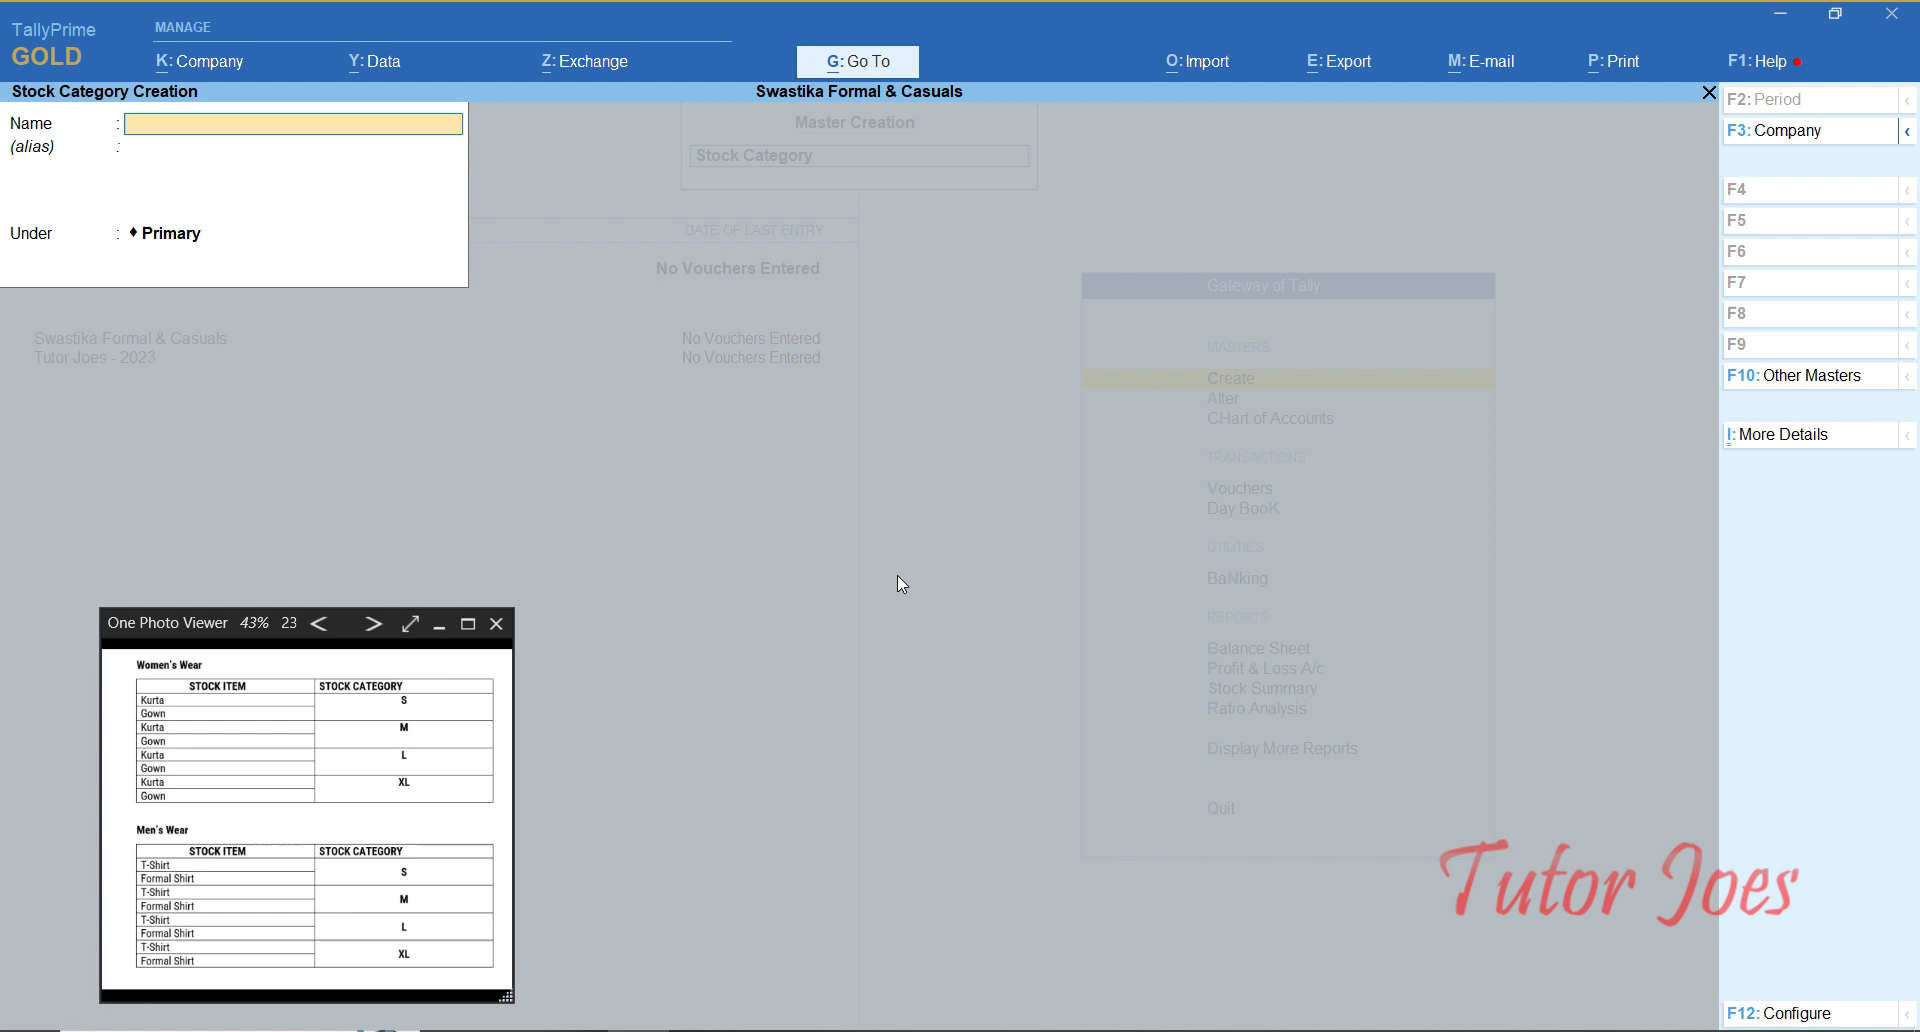 TallyPrime
GOLD
MANAGE
K: Company
Y: Data
Z: Exchange
G: Go To
O: Import
E: Export
M: E-mail
P: Print
F1: Help
Stock Category Creation
Swastika Formal & Casuals
Name :
(alias) :
Under : ♦ Primary
Master Creation
Stock Category
DATE OF LAST ENTRY
No Vouchers Entered
Swastika Formal & Casuals No Vouchers Entered
Tutor Joes - 2023 No Vouchers Entered
Gateway of Tally
MASTERS
Create
Alter
CHart of Accounts
TRANSACTIONS
Vouchers
Day BooK
UTILITIES
BaNking
REPORTS
Balance Sheet
Profit & Loss A/c
Stock Summary
Ratio Analysis
Display More Reports
Quit
F2: Period
F3: Company
F4
F5
F6
F7
F8
F9
F10: Other Masters
I: More Details
F12: Configure
One Photo Viewer 43% 23
Women's Wear
STOCK ITEM STOCK CATEGORY
Kurta S
Gown
Kurta M
Gown
Kurta L
Gown
Kurta XL
Gown
Men's Wear
STOCK ITEM STOCK CATEGORY
T-Shirt S
Formal Shirt
T-Shirt M
Formal Shirt
T-Shirt L
Formal Shirt
T-Shirt XL
Formal Shirt
Tutor Joes